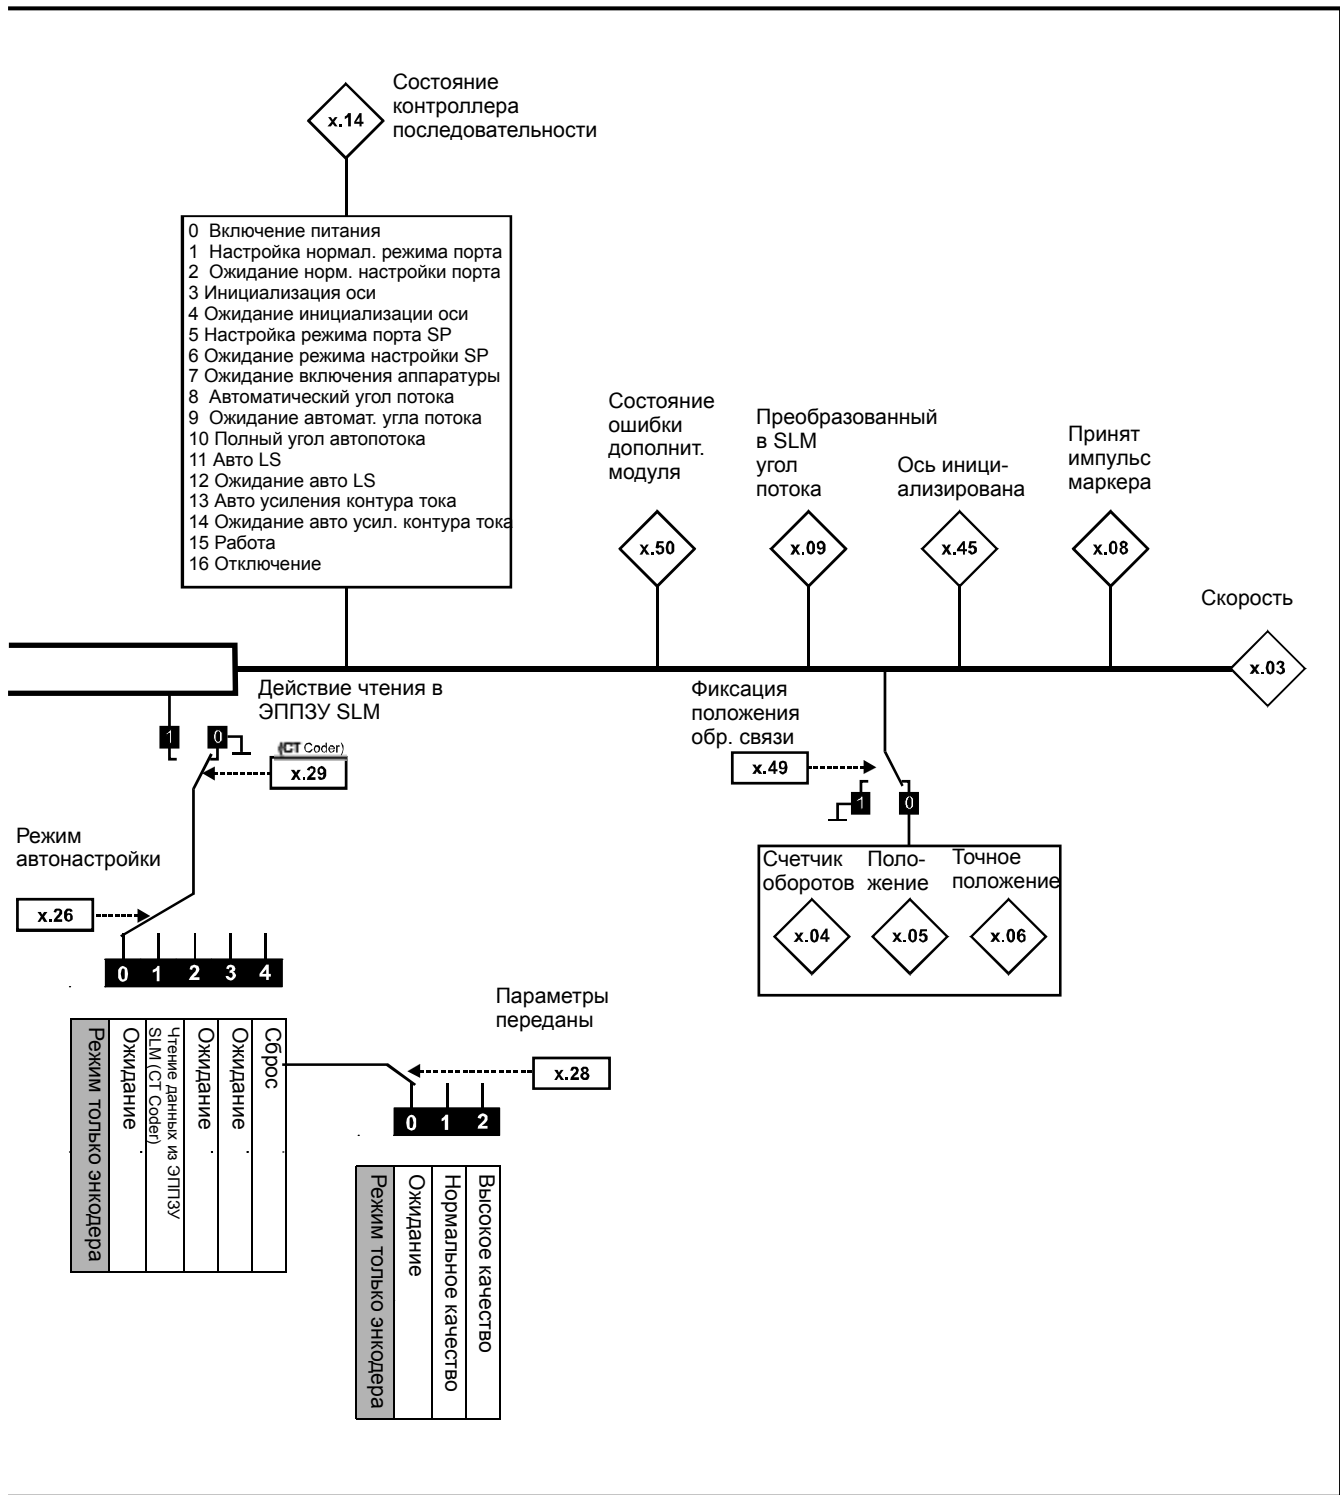 Состояние
контроллера
последовательности
x.14
0 Включение питания
1 Настройка нормал. режима порта
2 Ожидание норм. настройки порта
3 Инициализация оси
4 Ожидание инициализации оси
5 Настройка режима порта SP
6 Ожидание режима настройки SP
7 Ожидание включения аппаратуры
8 Автоматический угол потока
9 Ожидание автомат. угла потока
10 Полный угол автопотока
11 Авто LS
12 Ожидание авто LS
13 Авто усиления контура тока
14 Ожидание авто усил. контура тока
15 Работа
16 Отключение
Состояние
ошибки
дополнит.
модуля
x.50
Преобразованный
в SLM
угол
потока
x.09
Ось иници-
ализирована
x.45
Принят
импульс
маркера
x.08
Скорость
x.03
Действие чтения в
ЭППЗУ SLM
1 0
(CT Coder)
x.29
Фиксация
положения
обр. связи
x.49
1 0
Режим
автонастройки
x.26
0 1 2 3 4
Счетчик
оборотов
x.04
Поло-
жение
x.05
Точное
положение
x.06
Режим только энкодера
Ожидание
Чтение данных из ЭППЗУ
SLM (CT Coder)
Ожидание
Ожидание
Сброс
Параметры
переданы
x.28
0 1 2
Режим только энкодера
Ожидание
Нормальное качество
Высокое качество